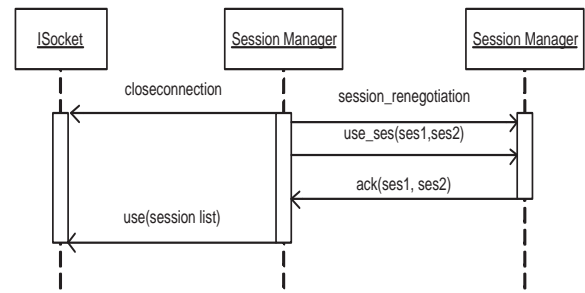 ISocket
Session Manager
Session Manager
closeconnection
session_renegotiation
use_ses(ses1,ses2)
ack(ses1, ses2)
use(session list)